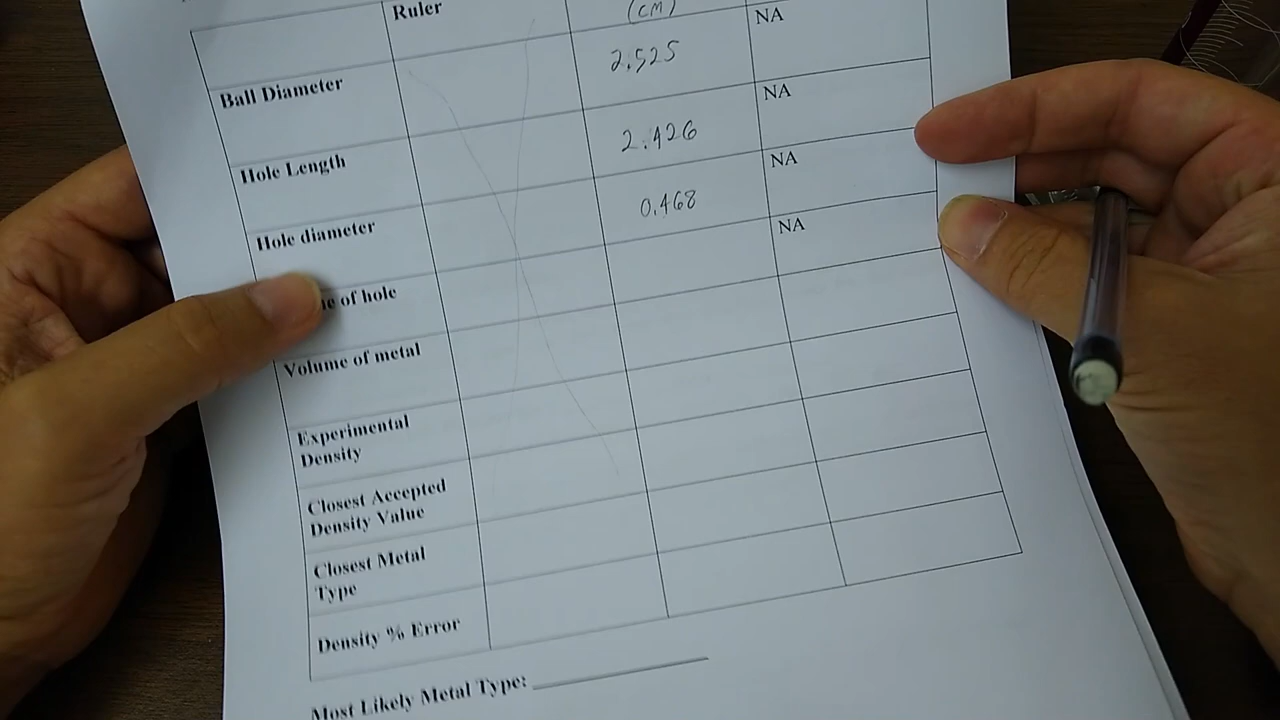 Ruler
(cm)
NA
Ball Diameter
2.525
NA
Hole Length
2.426
NA
Hole diameter
0.468
NA
of hole
Volume of metal
Experimental
Density
Closest Accepted
Density Value
Closest Metal
Type
Density % Error
Most Likely Metal Type: